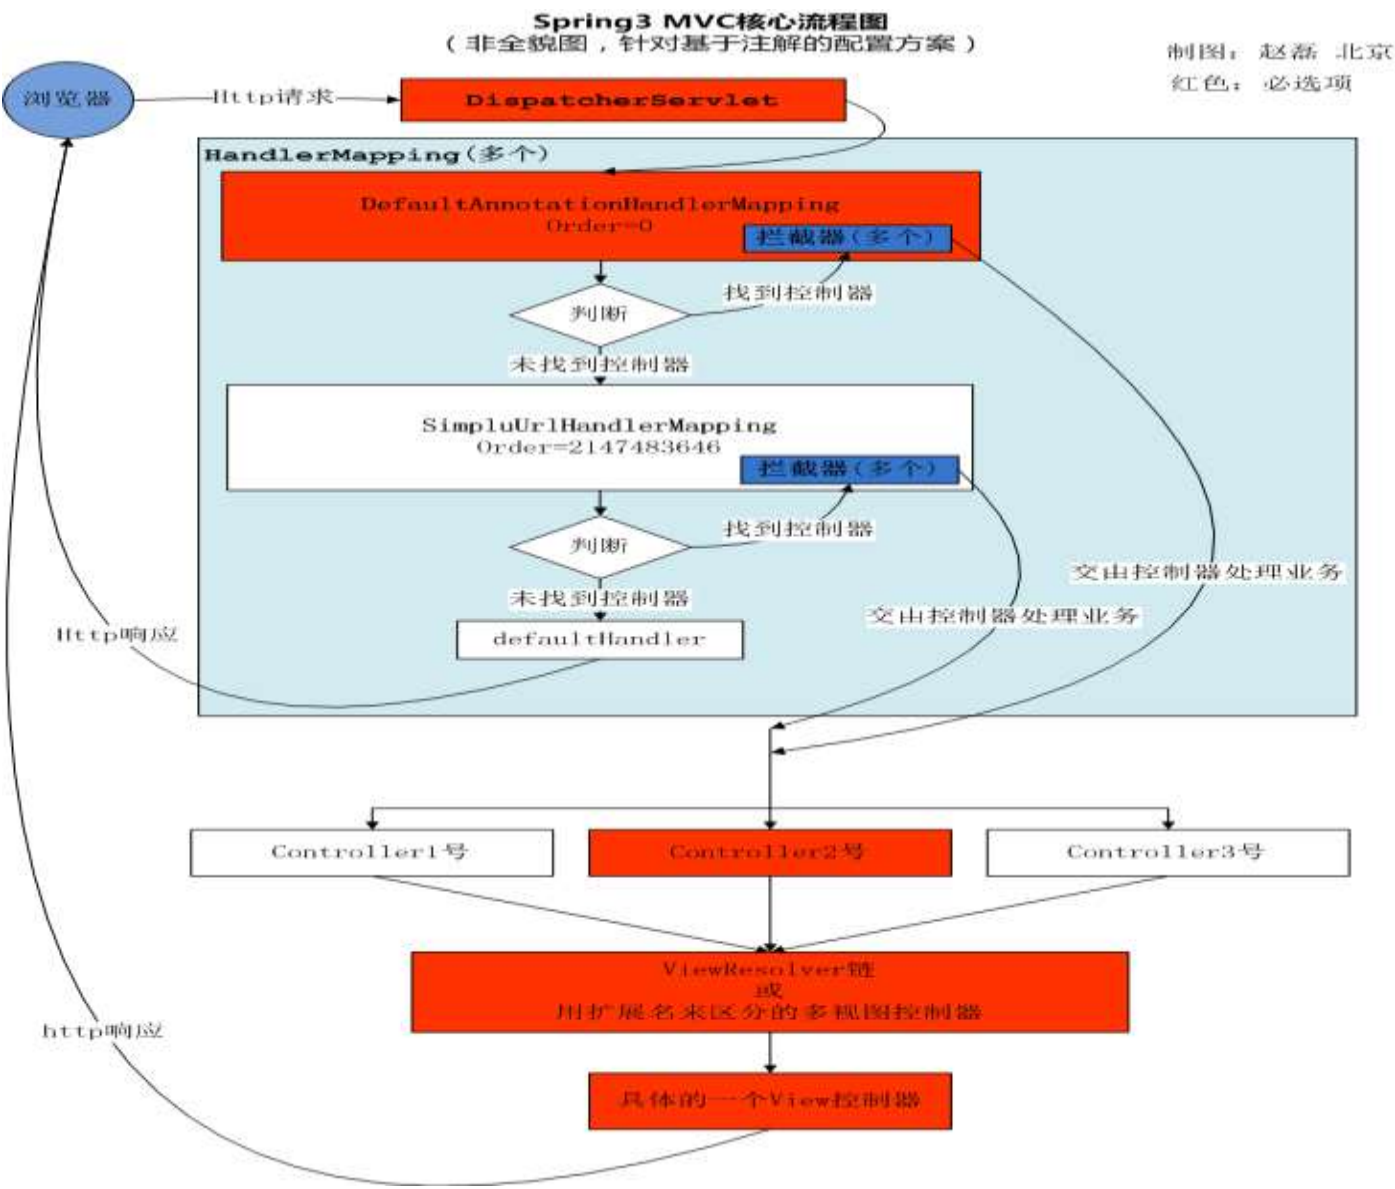 Spring3 MVC核心流程图
（非全貌图，针对基于注解的配置方案）
制图： 赵磊 北京
红色： 必选项
浏览器
Http请求
DispatcherServlet
HandlerMapping(多个)
DefaultAnnotationHandlerMapping
Order=0
拦截器(多个)
找到控制器
判断
未找到控制器
SimpluUrlHandlerMapping
Order=2147483646
拦截器(多个)
找到控制器
判断
交由控制器处理业务
未找到控制器
交由控制器处理业务
Http响应
defaultHandler
Controller1号
Controller2号
Controller3号
ViewResolver链
或
用扩展名来区分的多视图控制器
http响应
具体的一个View控制器